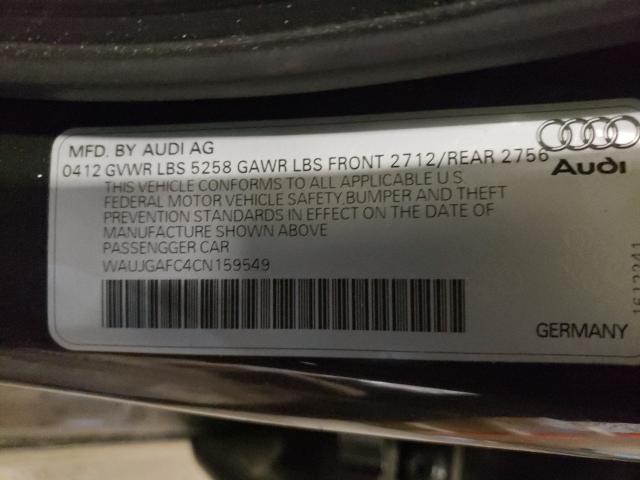 MFD. BY AUDI AG
0412 GVWR LBS 5258 GAWR LBS FRONT 2712/REAR 2756
Audi
THIS VEHICLE CONFORMS TO ALL APPLICABLE U.S.
FEDERAL MOTOR VEHICLE SAFETY,BUMPER AND THEFT
PREVENTION STANDARDS IN EFFECT ON THE DATE OF
MANUFACTURE SHOWN ABOVE
PASSENGGER CAR
WAUJGAFC4CN159549
GERMANY
1612241